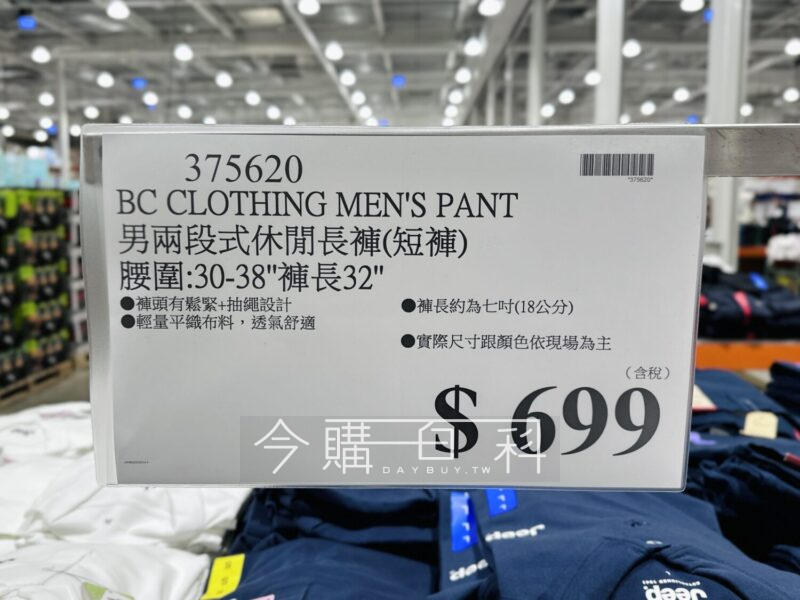 375620
*375620*
BC CLOTHING MEN'S PANT
男兩段式休閒長褲(短褲)
腰圍:30-38"褲長32"
●褲頭有鬆緊+抽繩設計
●褲長約為七吋(18公分)
●輕量平織布料，透氣舒適
●實際尺寸跟顏色依現場為主
（含稅）
$ 699
今購百科
DAYBUY.TW
L
Jeep
Jeep
Jeep